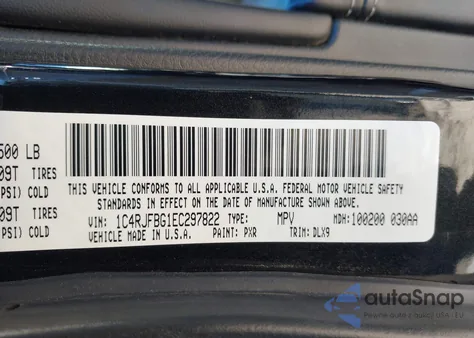 500 LB
09T TIRES
PSI) COLD
09T TIRES
PSI) COLD
THIS VEHICLE CONFORMS TO ALL APPLICABLE U.S.A. FEDERAL MOTOR VEHICLE SAFETY
STANDARDS IN EFFECT ON THE DATE OF MANUFACTURE SHOWN ABOVE.
VIN: 1C4RJFBG1EC297822 TYPE: MPV MDH: 100200 030AA
VEHICLE MADE IN U.S.A. PAINT: PXR TRIM: DLX9
autoSnap